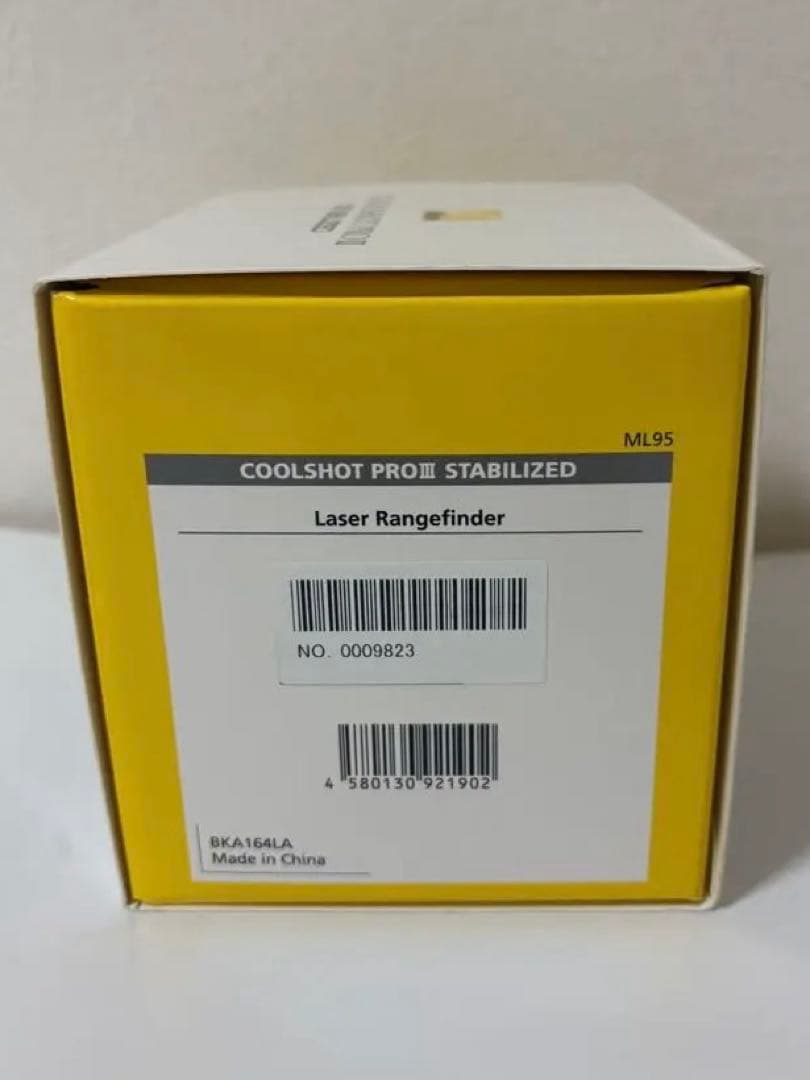 ML95
COOLSHOT PROⅢ STABILIZED
Laser Rangefinder
NO. 0009823
4 580130 921902
BKA164LA
Made in China